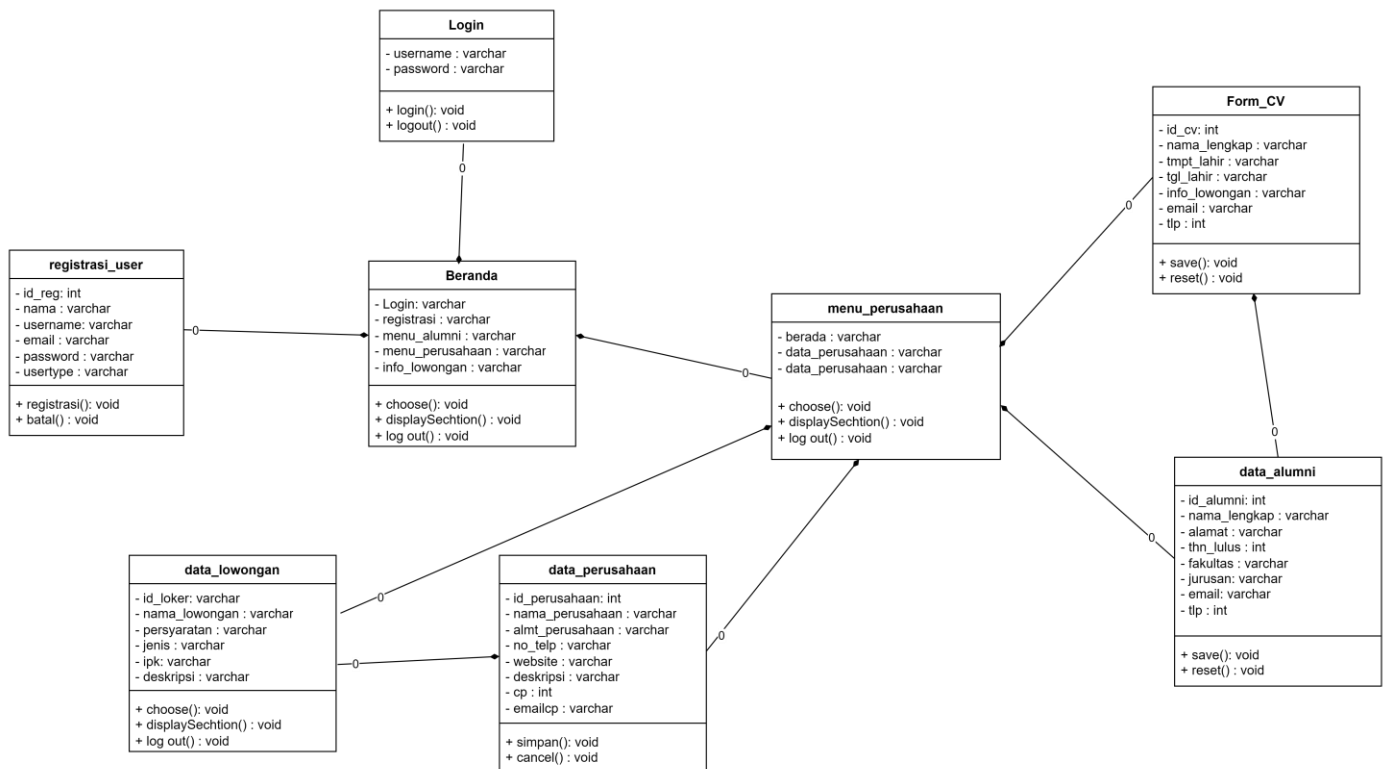 Login
- username : varchar
- password : varchar
+ login(): void
+ logout() : void
0
registrasi_user
- id_reg: int
- nama : varchar
- username: varchar
- email : varchar
- password : varchar
- usertype : varchar
+ registrasi(): void
+ batal() : void
0
Beranda
- Login: varchar
- registrasi : varchar
- menu_alumni : varchar
- menu_perusahaan : varchar
- info_lowongan : varchar
+ choose(): void
+ displaySechtion() : void
+ log out() : void
0
menu_perusahaan
- berada : varchar
- data_perusahaan : varchar
- data_perusahaan : varchar
+ choose(): void
+ displaySechtion() : void
+ log out() : void
0
Form_CV
- id_cv: int
- nama_lengkap : varchar
- tmpt_lahir : varchar
- tgl_lahir : varchar
- info_lowongan : varchar
- email : varchar
- tlp : int
+ save(): void
+ reset() : void
0
data_alumni
- id_alumni: int
- nama_lengkap : varchar
- alamat : varchar
- thn_lulus : int
- fakultas : varchar
- jurusan: varchar
- email: varchar
- tlp : int
+ save(): void
+ reset() : void
0
data_lowongan
- id_loker: varchar
- nama_lowongan : varchar
- persyaratan : varchar
- jenis : varchar
- ipk: varchar
- deskripsi : varchar
+ choose(): void
+ displaySechtion() : void
+ log out() : void
0
0
data_perusahaan
- id_perusahaan: int
- nama_perusahaan : varchar
- almt_perusahaan : varchar
- no_telp : varchar
- website : varchar
- deskripsi : varchar
- cp : int
- emailcp : varchar
+ simpan(): void
+ cancel() : void
0